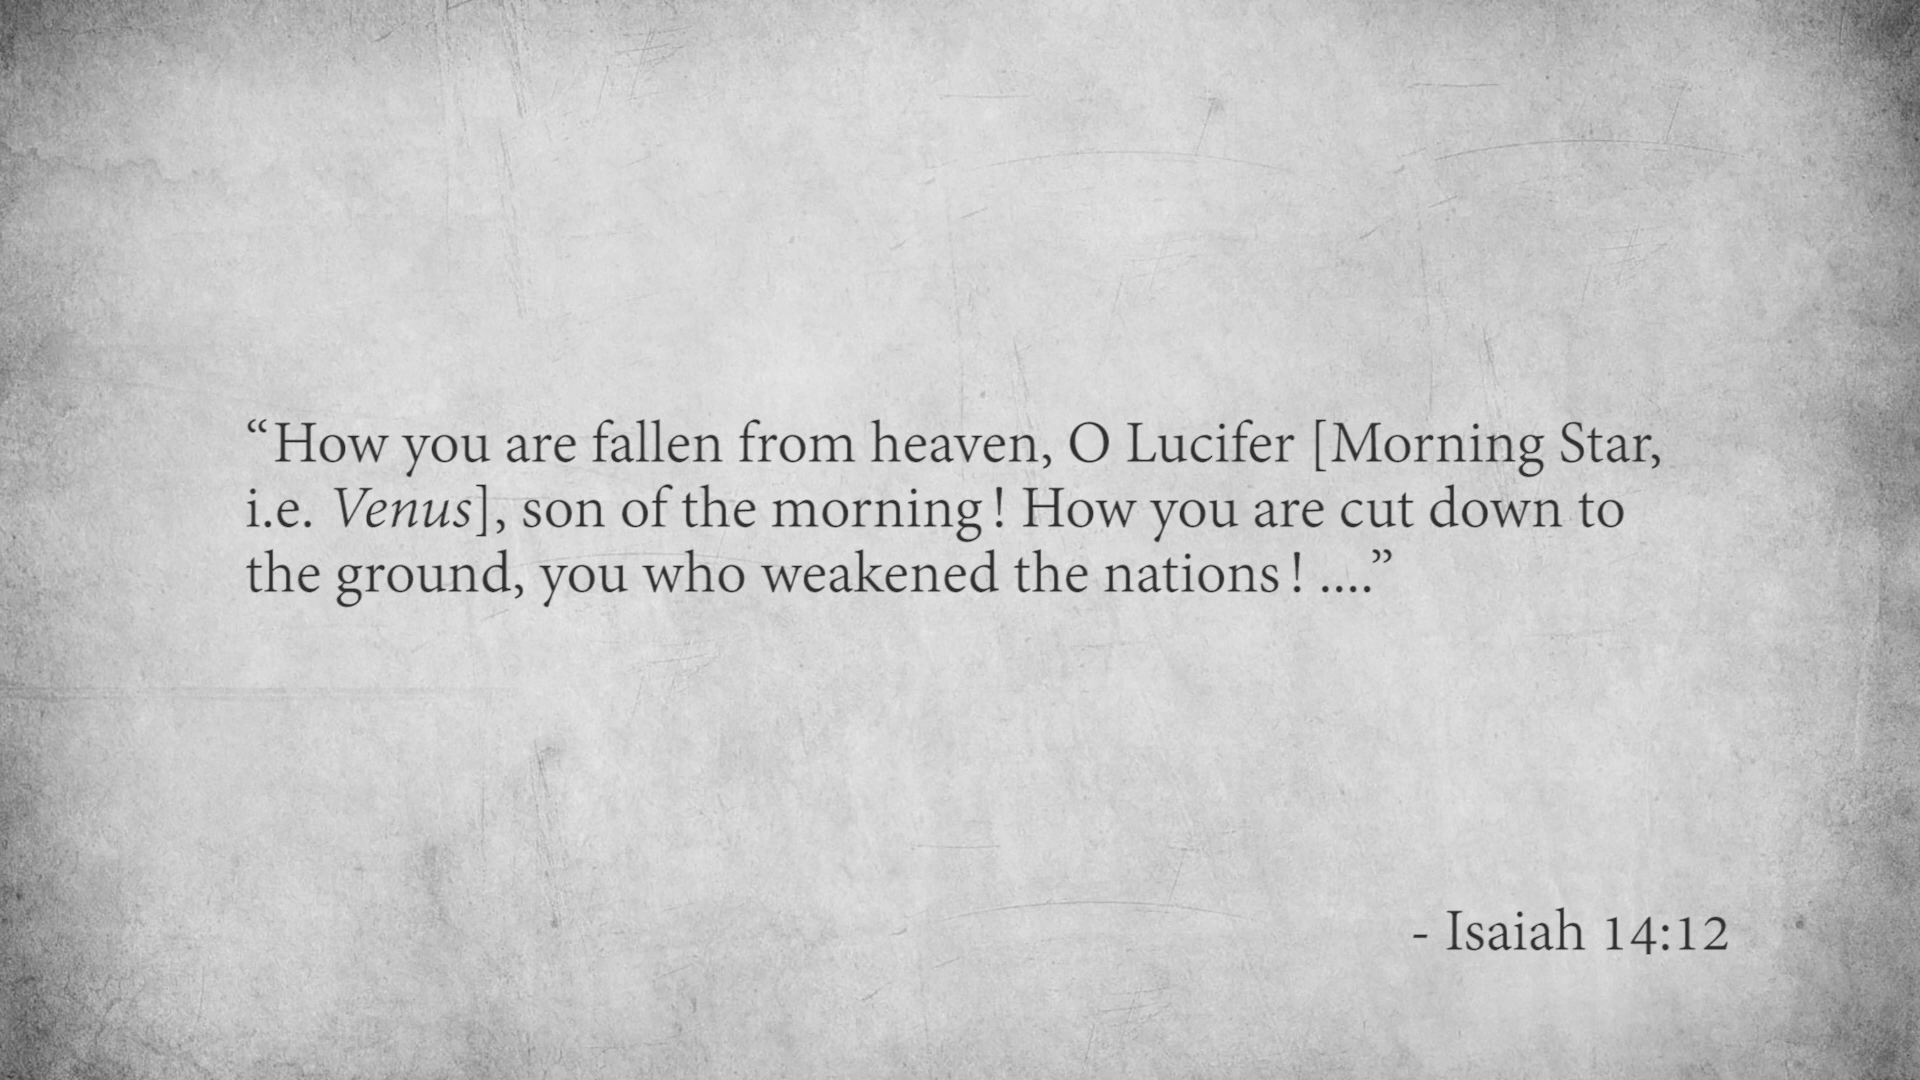 “How you are fallen from heaven, O Lucifer [Morning Star,
i.e. Venus], son of the morning! How you are cut down to
the ground, you who weakened the nations! ....”
- Isaiah 14:12